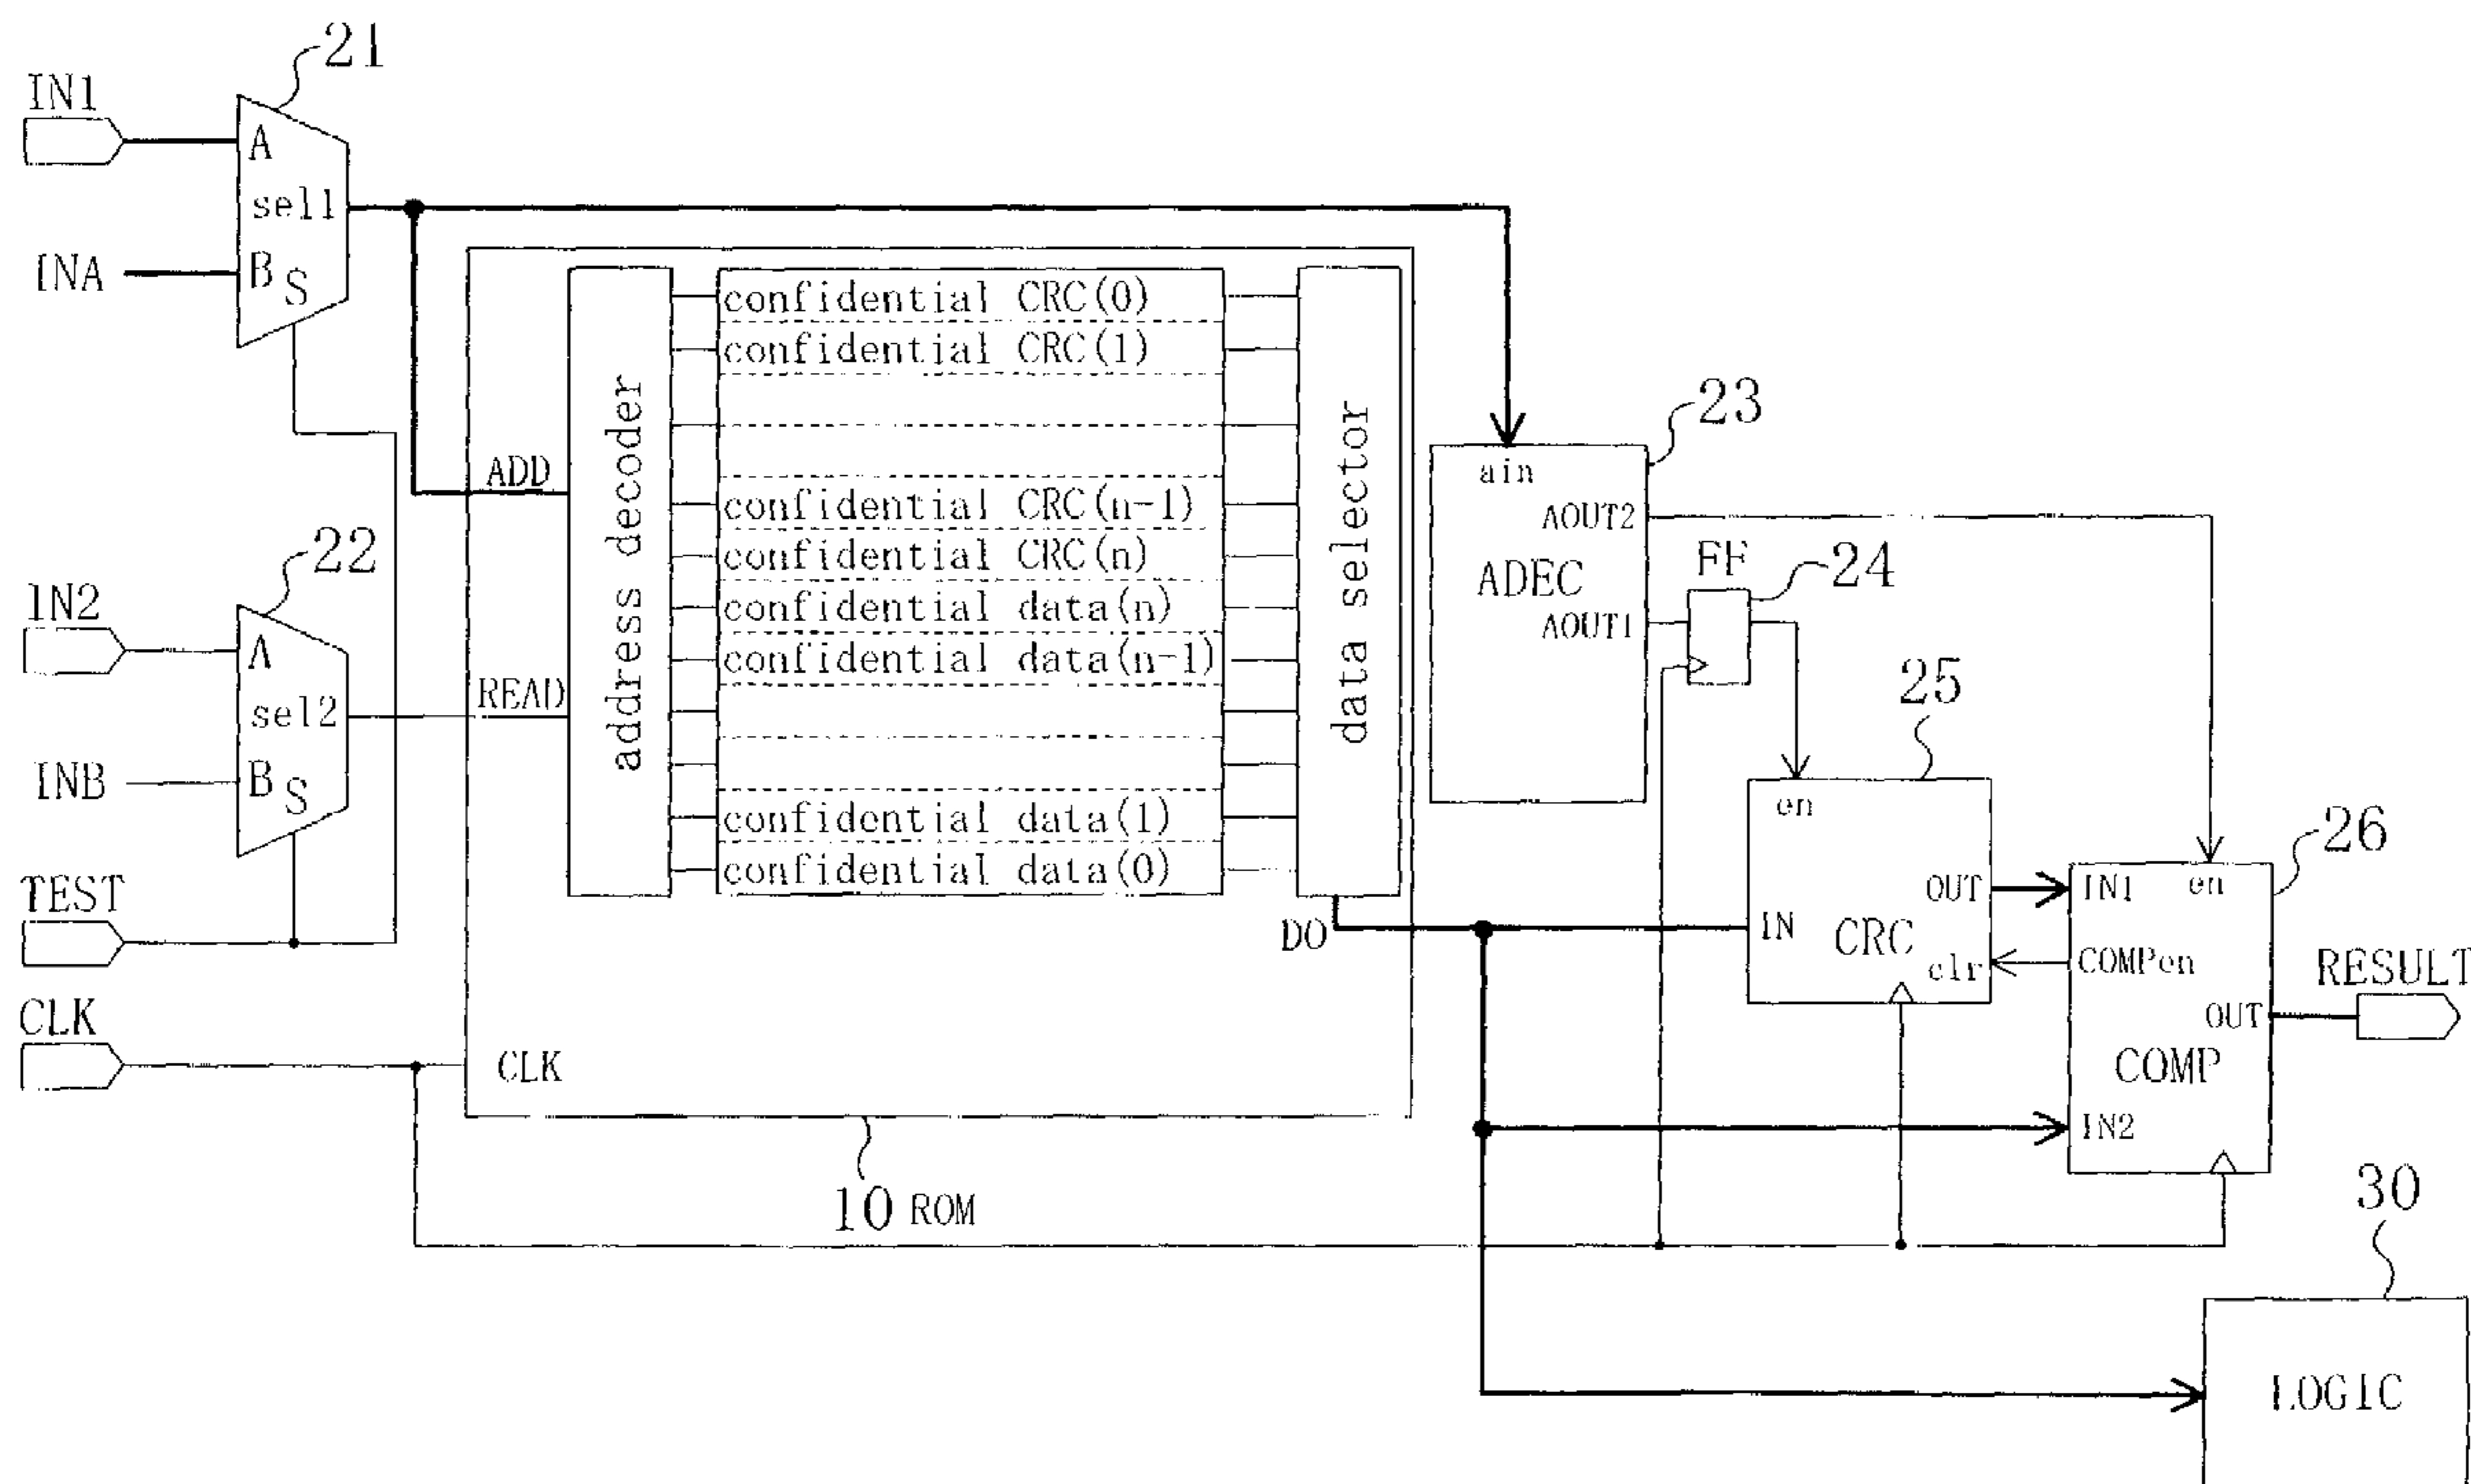 21
IN1
A
sel1
INA
B
S
22
IN2
A
sel2
INB
B
S
TEST
CLK
ADD
READ
CLK
address decoder
confidential CRC(0)
confidential CRC(1)
confidential CRC(n-1)
confidential CRC(n)
confidential data(n)
confidential data(n-1)
confidential data(1)
confidential data(0)
data selector
DO
10 ROM
23
ain
AOUT2
ADEC
AOUT1
FF
24
25
en
OUT
IN
CRC
clr
26
IN1
en
COMPen
OUT
COMP
IN2
RESULT
30
LOGIC